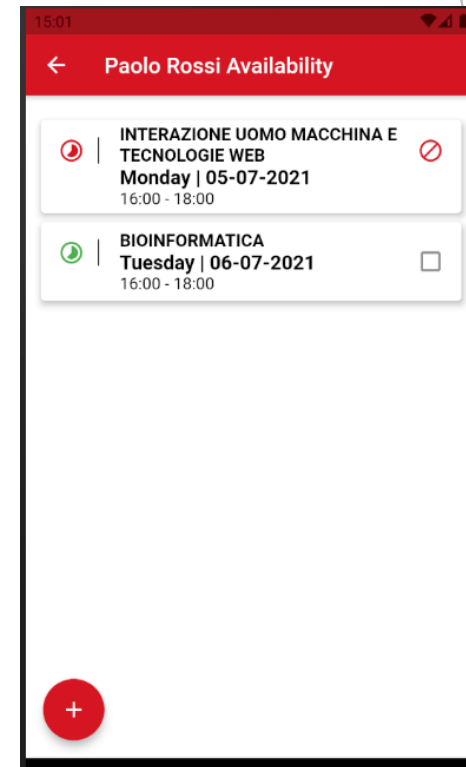 15:01
Paolo Rossi Availability
INTERAZIONE UOMO MACCHINA E
TECNOLOGIE WEB
Monday | 05-07-2021
16:00 - 18:00
BIOINFORMATICA
Tuesday | 06-07-2021
16:00 - 18:00